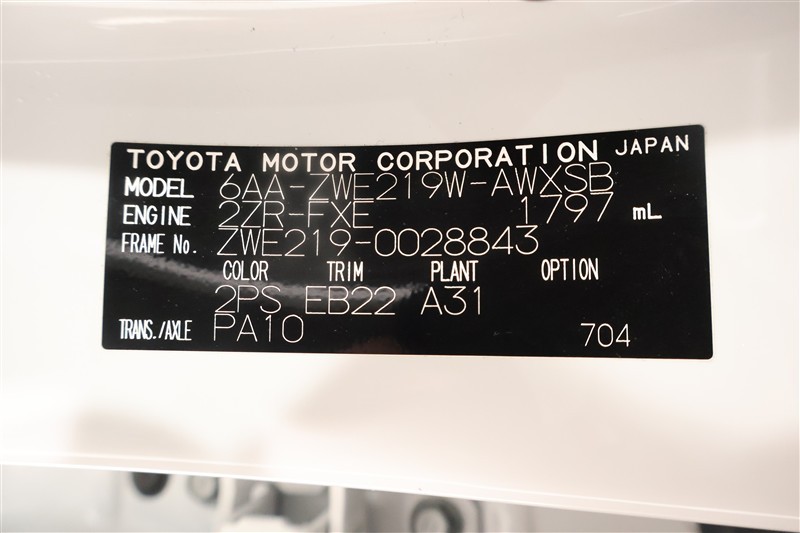 TOYOTA MOTOR CORPORATION JAPAN
MODEL 6AA-ZWE219W-AWXSB
ENGINE 2ZR-FXE 1797 mL
FRAME No. ZWE219-0028843
COLOR TRIM PLANT OPTION
2PS EB22 A31
TRANS./AXLE PA10 704